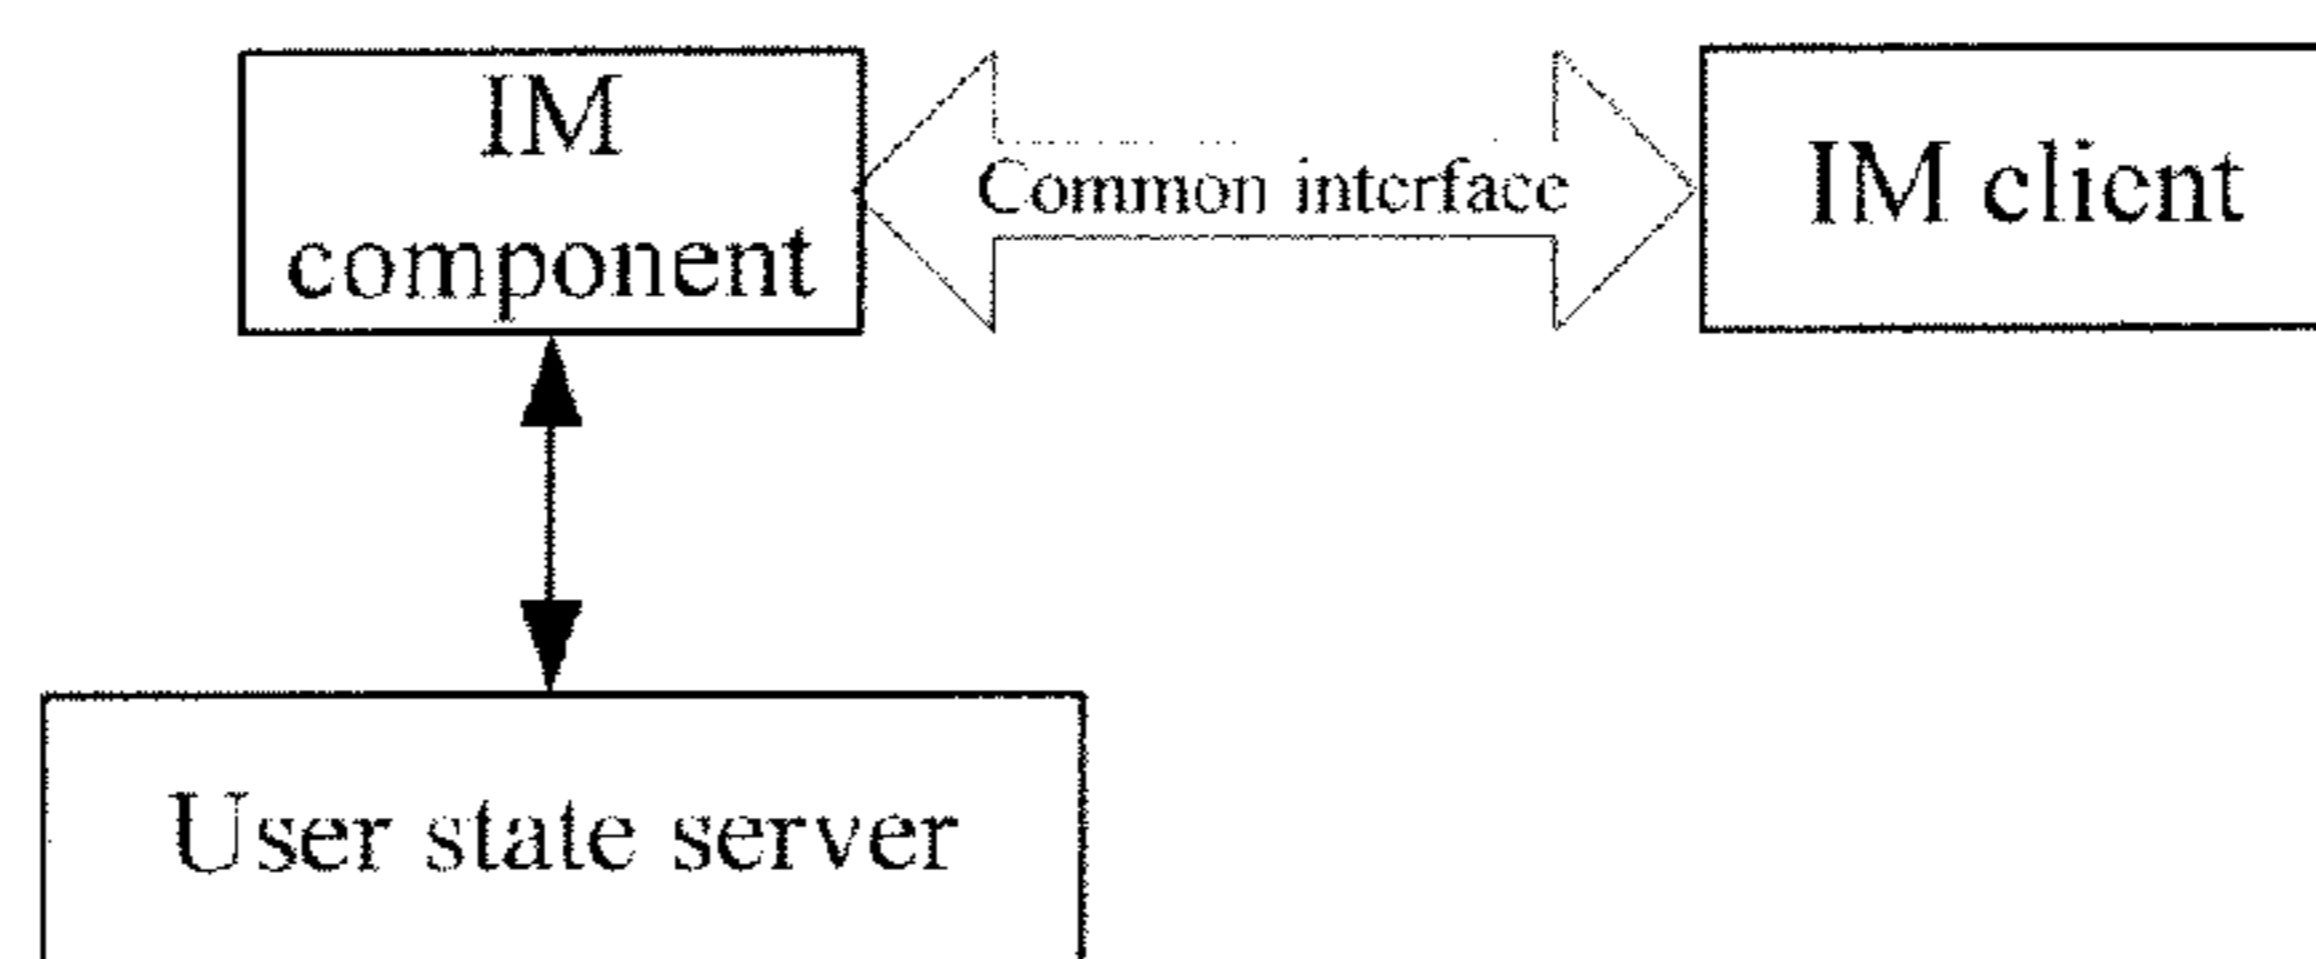 IM
component
Common interface
IM client
User state server